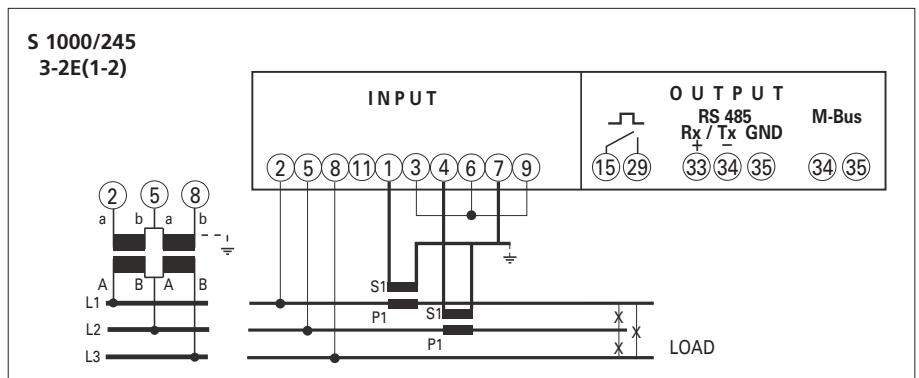 S 1000/245
3-2E(1-2)
INPUT
OUTPUT
RS 485
M-Bus
Rx / Tx GND
+ −
2 5 8 11 1 3 4 6 7 9
15 29
33 34 35
34 35
2 5 8
a b a b
A B A B
S1
L1
P1
S1
L2
P1
L3
LOAD